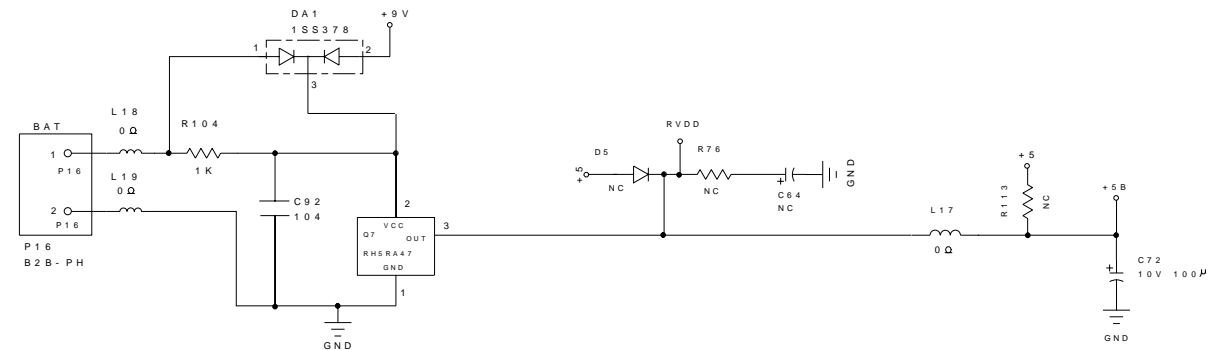 DA1
1SS378
+9V
1
2
3
L18
0Ω
R104
1K
BAT
1
P16
L19
0Ω
2
P16
P16
B2B-PH
C92
104
2
VCC
Q7
OUT
RH5RA47
GND
3
1
GND
RVDD
D5
+5
NC
R76
NC
C64
NC
+
GND
L17
0Ω
+5
R113
NC
+5B
+
C72
10V 100μ
GND